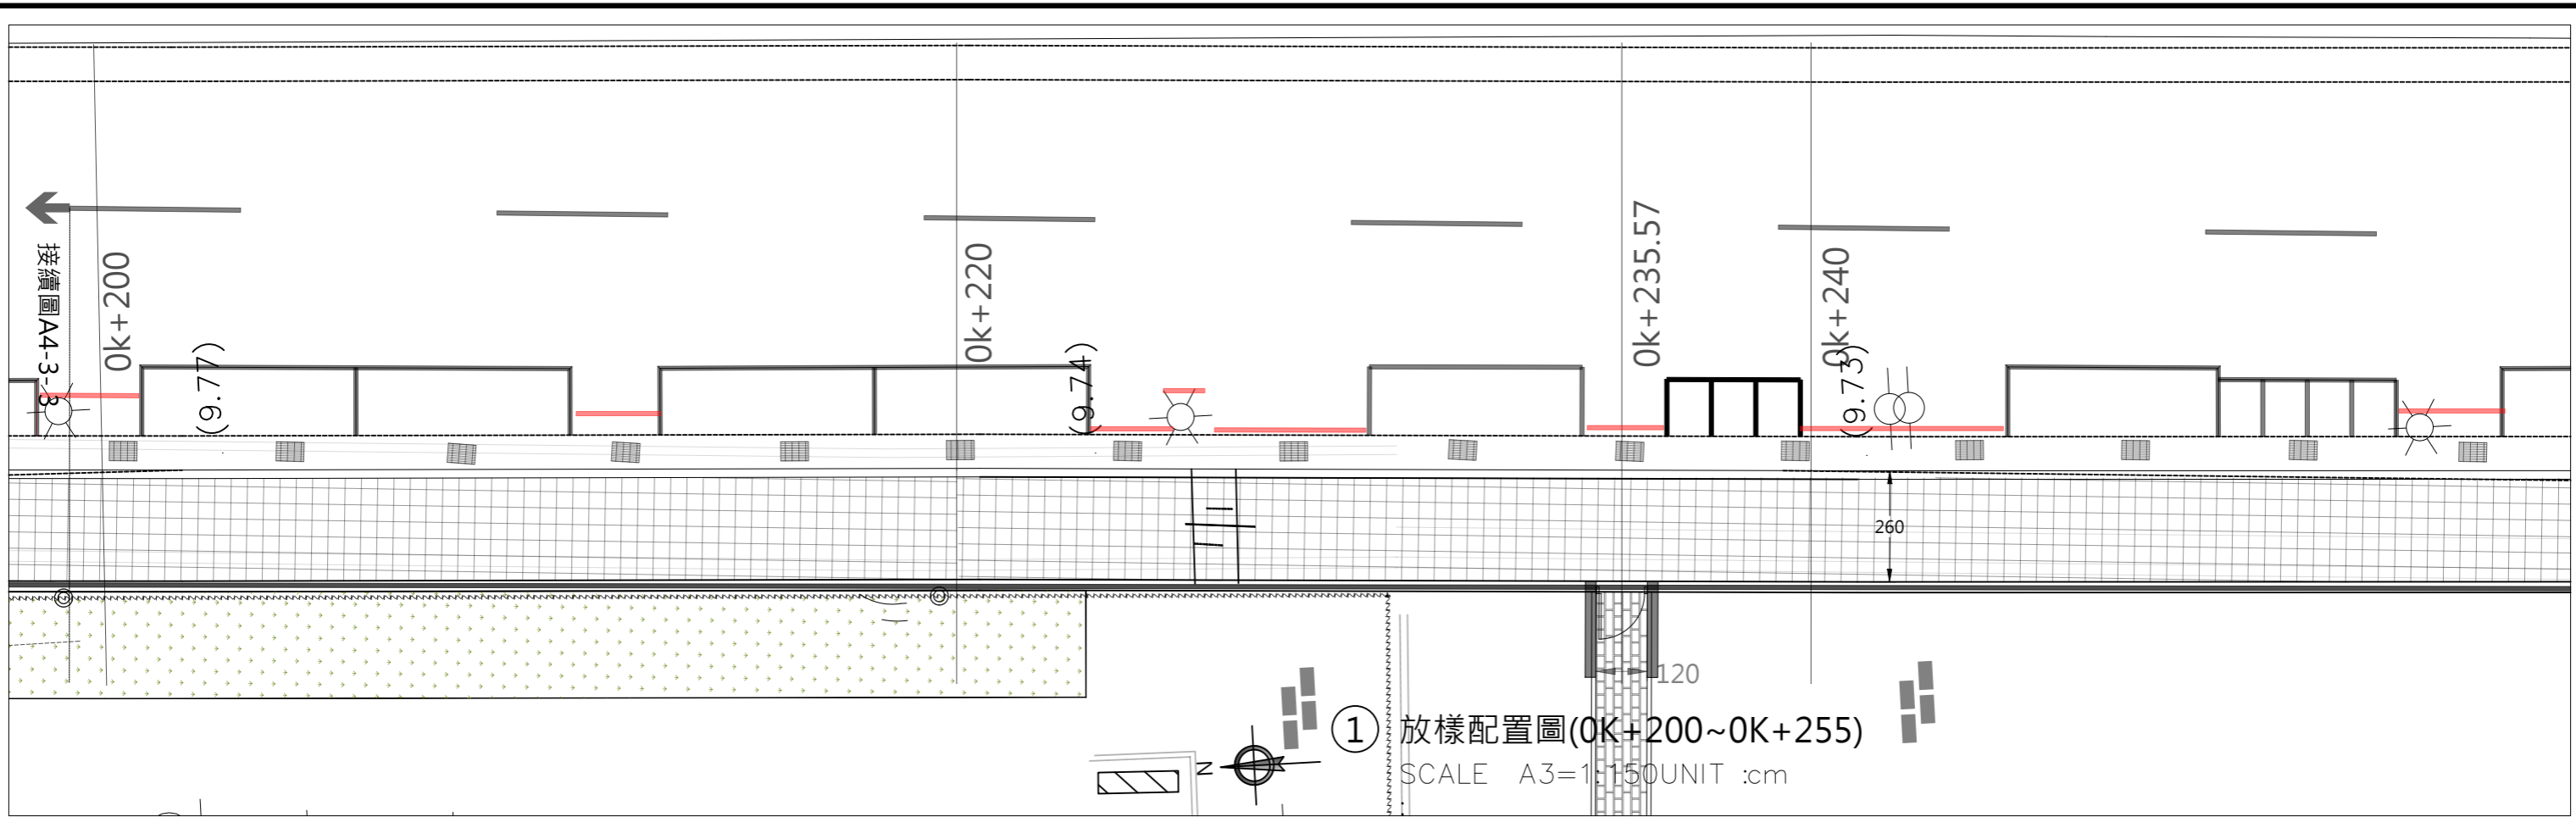 接續圖A4-3-3
0k+200
(9.77)
0k+220
(9.74)
0k+235.57
0k+240
(9.73)
260
120
① 放樣配置圖(0K+200~0K+255)
SCALE A3=1:150UNIT :cm
N